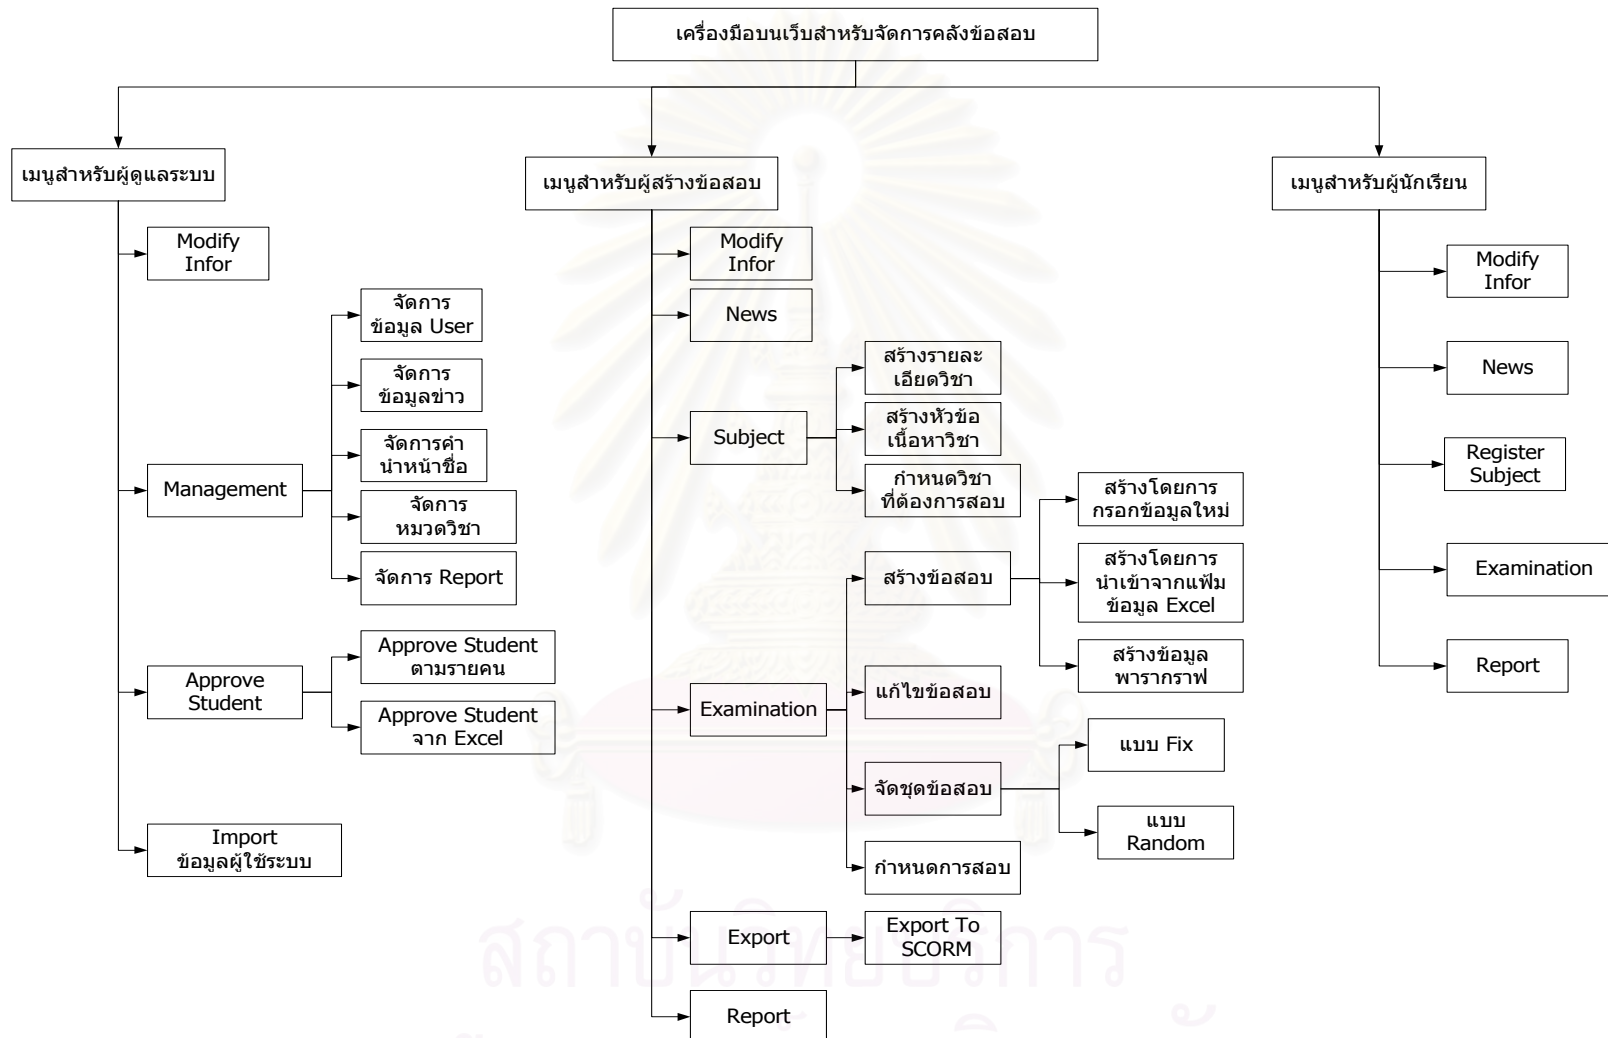 เครื่องมือบนเว็บสำหรับจัดการคลังข้อสอบ
เมนูสำหรับผู้ดูแลระบบ
Modify
Infor
Management
จัดการ
ข้อมูล User
จัดการ
ข้อมูลข่าว
จัดการคำ
นำหน้าชื่อ
จัดการ
หมวดวิชา
จัดการ Report
Approve
Student
Approve Student
ตามรายคน
Approve Student
จาก Excel
Import
ข้อมูลผู้ใช้ระบบ
เมนูสำหรับผู้สร้างข้อสอบ
Modify
Infor
News
Subject
สร้างรายละ
เอียดวิชา
สร้างหัวข้อ
เนื้อหาวิชา
กำหนดวิชา
ที่ต้องการสอบ
Examination
สร้างข้อสอบ
สร้างโดยการ
กรอกข้อมูลใหม่
สร้างโดยการ
นำเข้าจากแฟ้ม
ข้อมูล Excel
สร้างข้อมูล
พารากราฟ
แก้ไขข้อสอบ
จัดชุดข้อสอบ
แบบ Fix
แบบ
Random
กำหนดการสอบ
Export
Export To
SCORM
Report
เมนูสำหรับผู้นักเรียน
Modify
Infor
News
Register
Subject
Examination
Report
สถาบันวิทยบริการ